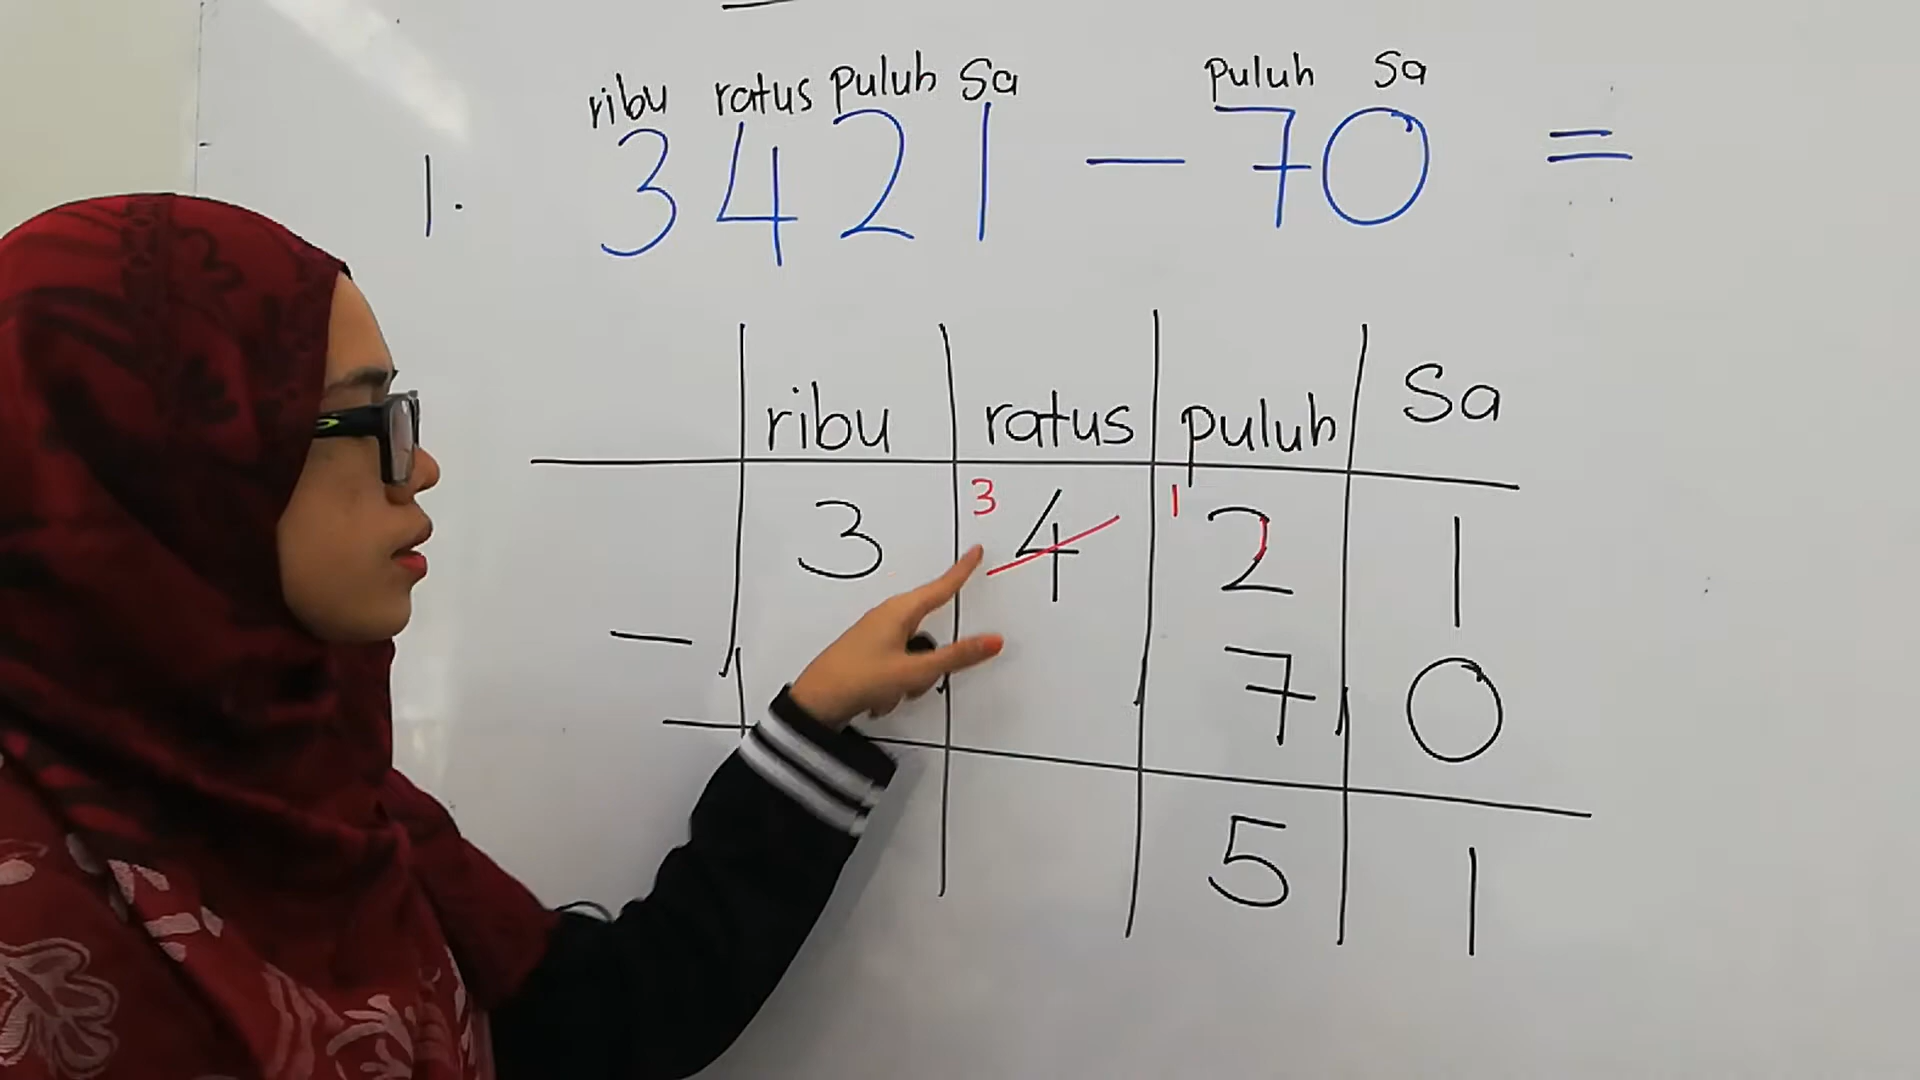 ribu ratus puluh Sa puluh Sa
1. 3421 - 70 =
ribu ratus puluh Sa
3 1
3 4 2 1
- 7 0
5 1